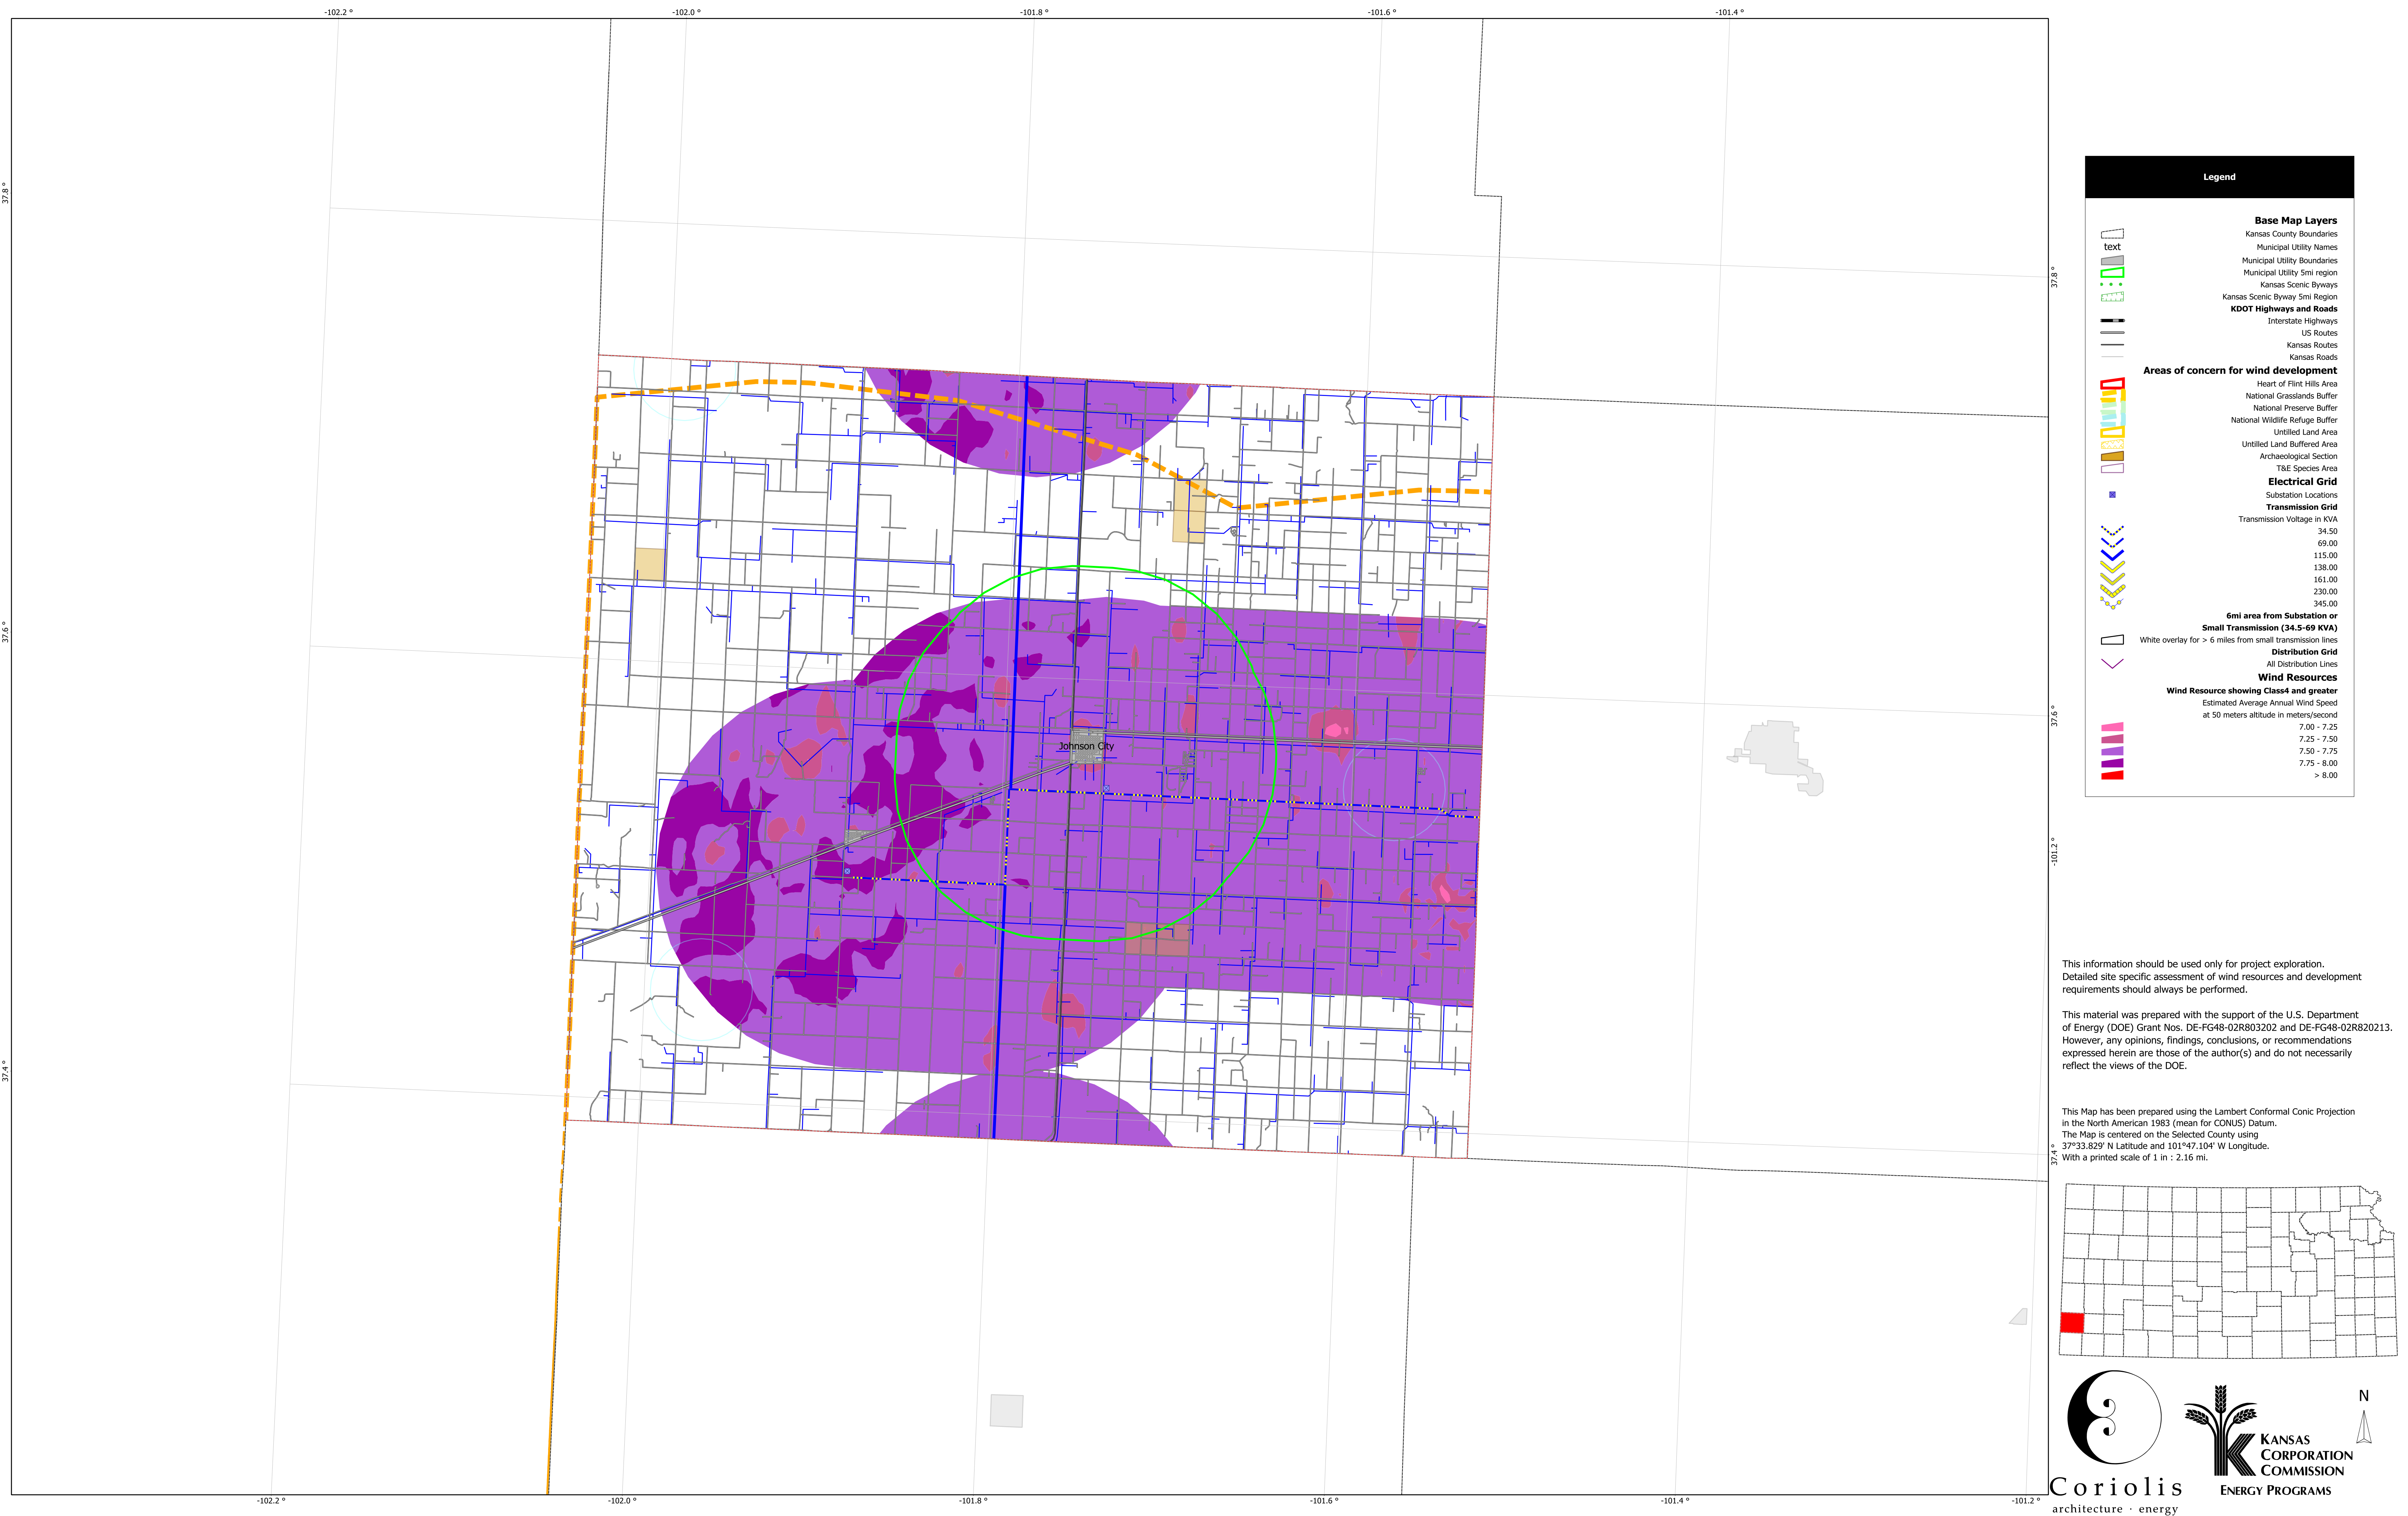 -102.2 °
-102.0 °
-101.8 °
-101.6 °
-101.4 °
37.8 °
37.8 °
37.6 °
37.6 °
-101.2 °
37.4 °
37.4 °
Johnson City
-102.2 °
-102.0 °
-101.8 °
-101.6 °
-101.4 °
-101.2 °
Legend
Base Map Layers
Kansas County Boundaries
text Municipal Utility Names
Municipal Utility Boundaries
Municipal Utility 5mi region
Kansas Scenic Byways
Kansas Scenic Byway 5mi Region
KDOT Highways and Roads
Interstate Highways
US Routes
Kansas Routes
Kansas Roads
Areas of concern for wind development
Heart of Flint Hills Area
National Grasslands Buffer
National Preserve Buffer
National Wildlife Refuge Buffer
Untilled Land Area
Untilled Land Buffered Area
Archaeological Section
T&E Species Area
Electrical Grid
Substation Locations
Transmission Grid
Transmission Voltage in KVA
34.50
69.00
115.00
138.00
161.00
230.00
345.00
6mi area from Substation or
Small Transmission (34.5-69 KVA)
White overlay for > 6 miles from small transmission lines
Distribution Grid
All Distribution Lines
Wind Resources
Wind Resource showing Class4 and greater
Estimated Average Annual Wind Speed
at 50 meters altitude in meters/second
7.00 - 7.25
7.25 - 7.50
7.50 - 7.75
7.75 - 8.00
> 8.00
This information should be used only for project exploration.
Detailed site specific assessment of wind resources and development
requirements should always be performed.
This material was prepared with the support of the U.S. Department
of Energy (DOE) Grant Nos. DE-FG48-02R803202 and DE-FG48-02R820213.
However, any opinions, findings, conclusions, or recommendations
expressed herein are those of the author(s) and do not necessarily
reflect the views of the DOE.
This Map has been prepared using the Lambert Conformal Conic Projection
in the North American 1983 (mean for CONUS) Datum.
The Map is centered on the Selected County using
37°33.829' N Latitude and 101°47.104' W Longitude.
With a printed scale of 1 in : 2.16 mi.
N
KANSAS
CORPORATION
COMMISSION
ENERGY PROGRAMS
Coriolis
architecture · energy